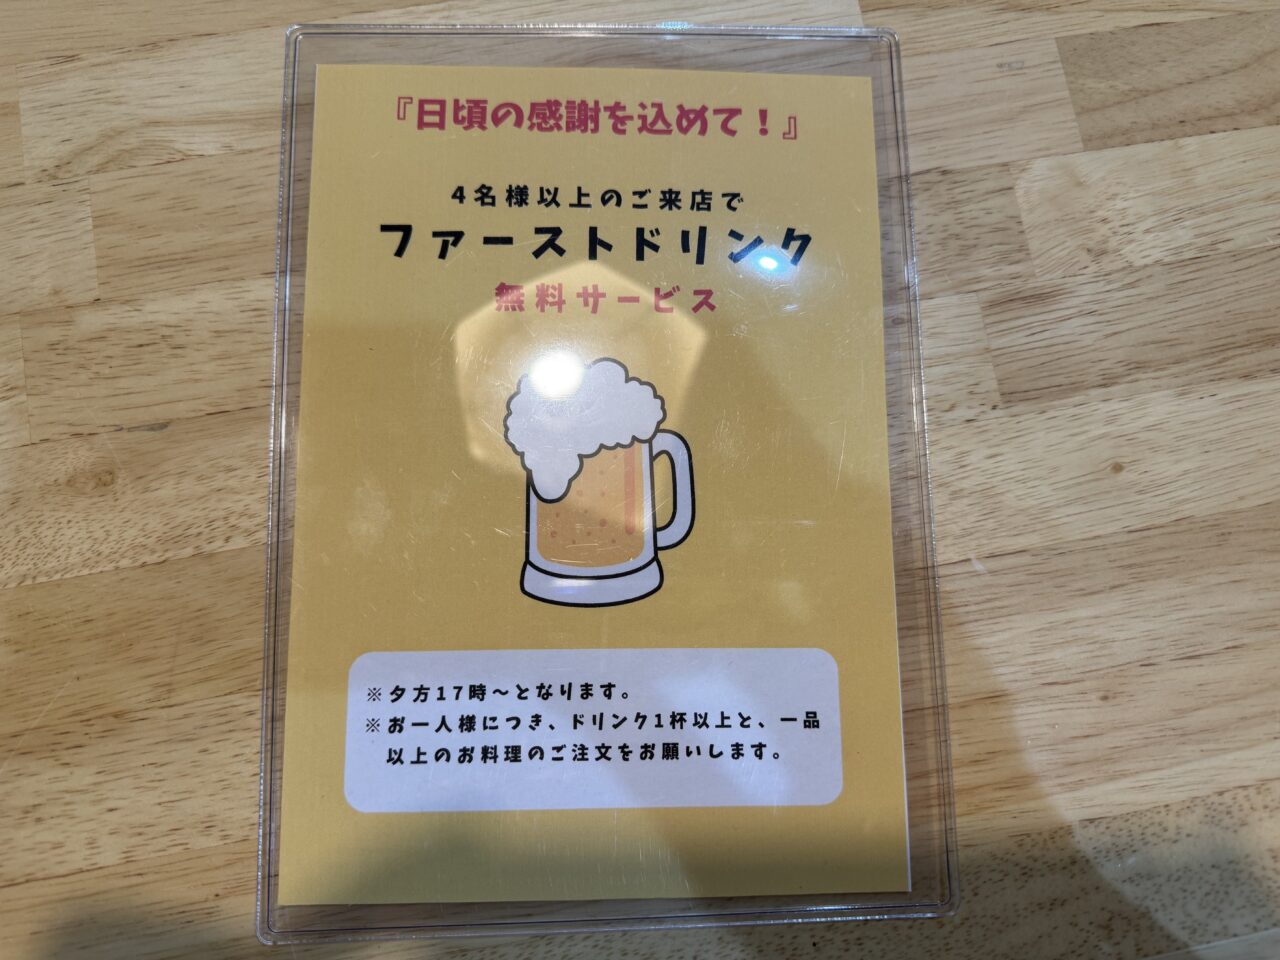 『日頃の感謝を込めて！』
4名様以上のご来店で
ファーストドリンク
無料サービス
※夕方17時～となります。
※お一人様につき、ドリンク1杯以上と、一品
以上のお料理のご注文をお願いします。